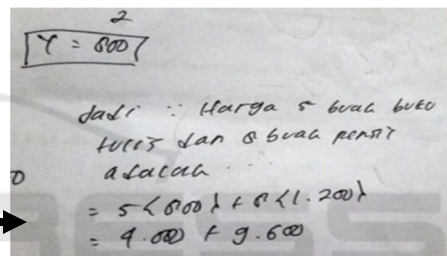 2
Y = 800
Jadi : Harga 5 buah buku
tulis dan 8 buah pensil
adalah
= 5 (800) + 8 (1.200)
= 4.000 + 9.600